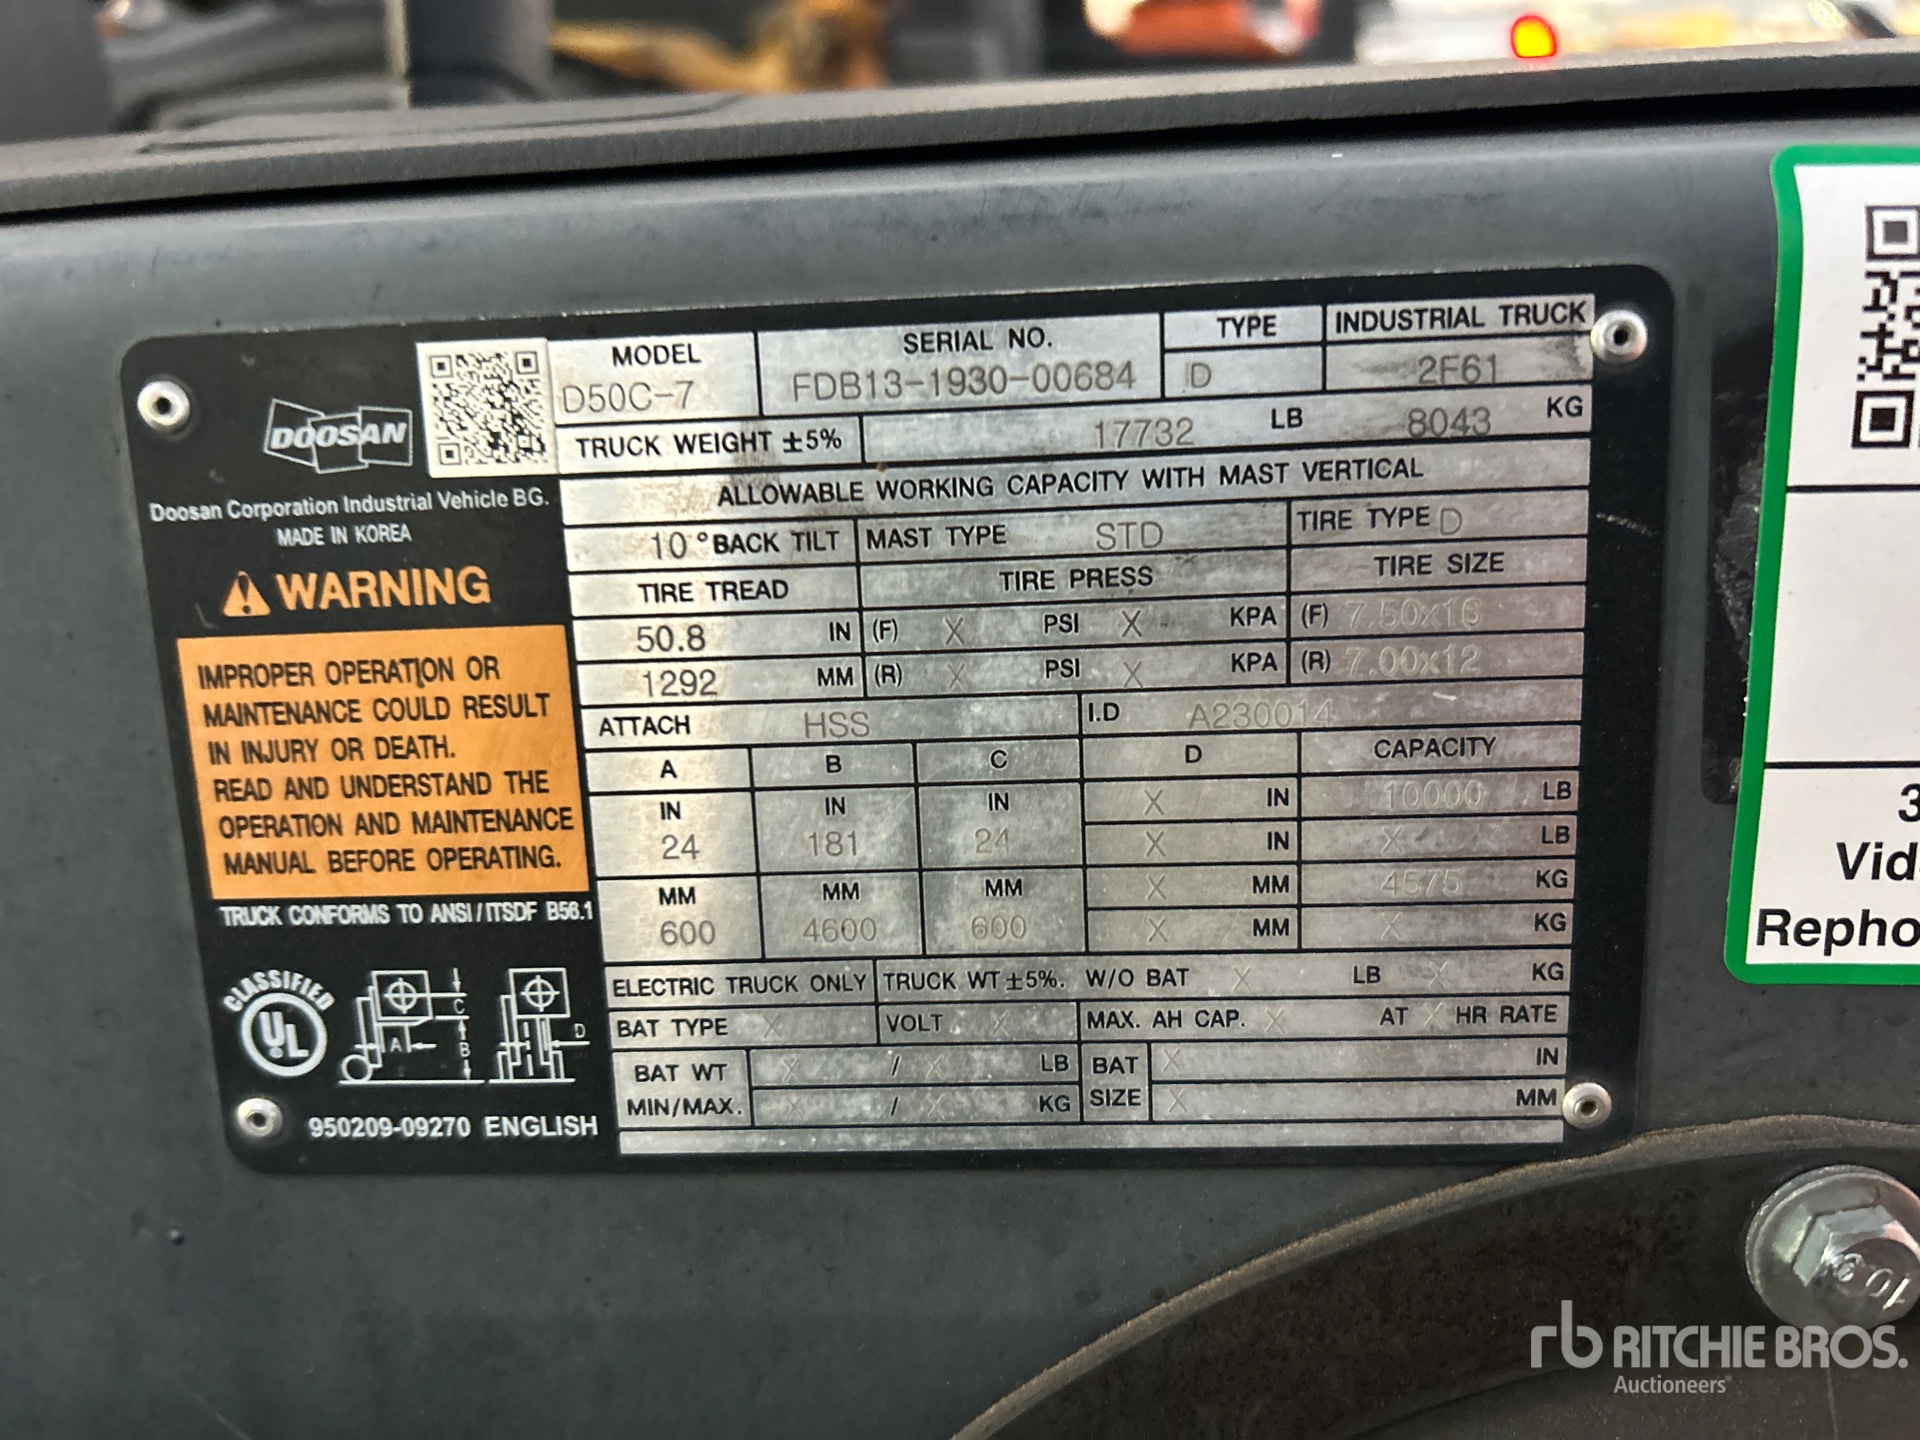 DOOSAN
Doosan Corporation Industrial Vehicle BG.
MADE IN KOREA
WARNING
IMPROPER OPERATION OR
MAINTENANCE COULD RESULT
IN INJURY OR DEATH.
READ AND UNDERSTAND THE
OPERATION AND MAINTENANCE
MANUAL BEFORE OPERATING.
TRUCK CONFORMS TO ANSI/ITSDF B56.1
CLASSIFIED
UL
A B C D
950209-09270 ENGLISH
MODEL SERIAL NO. TYPE INDUSTRIAL TRUCK
D50C-7 FDB13-1930-00684 D 2F61
TRUCK WEIGHT ±5% 17732 LB 8043 KG
ALLOWABLE WORKING CAPACITY WITH MAST VERTICAL
10 °BACK TILT MAST TYPE STD TIRE TYPE D
TIRE TREAD TIRE PRESS TIRE SIZE
50.8 IN (F) X PSI X KPA (F) 7.50x16
1292 MM (R) X PSI X KPA (R) 7.00x12
ATTACH HSS I.D A230014
A B C D CAPACITY
IN IN IN X IN 10000 LB
24 181 24 X IN X LB
MM MM MM X MM 4575 KG
600 4600 600 X MM X KG
ELECTRIC TRUCK ONLY TRUCK WT ±5%. W/O BAT X LB X KG
BAT TYPE X VOLT X MAX. AH CAP. X AT X HR RATE
BAT WT X / X LB BAT X IN
MIN/MAX. X / X KG SIZE X MM
3
Vid
Repho
10.9
rb RITCHIE BROS.
Auctioneers